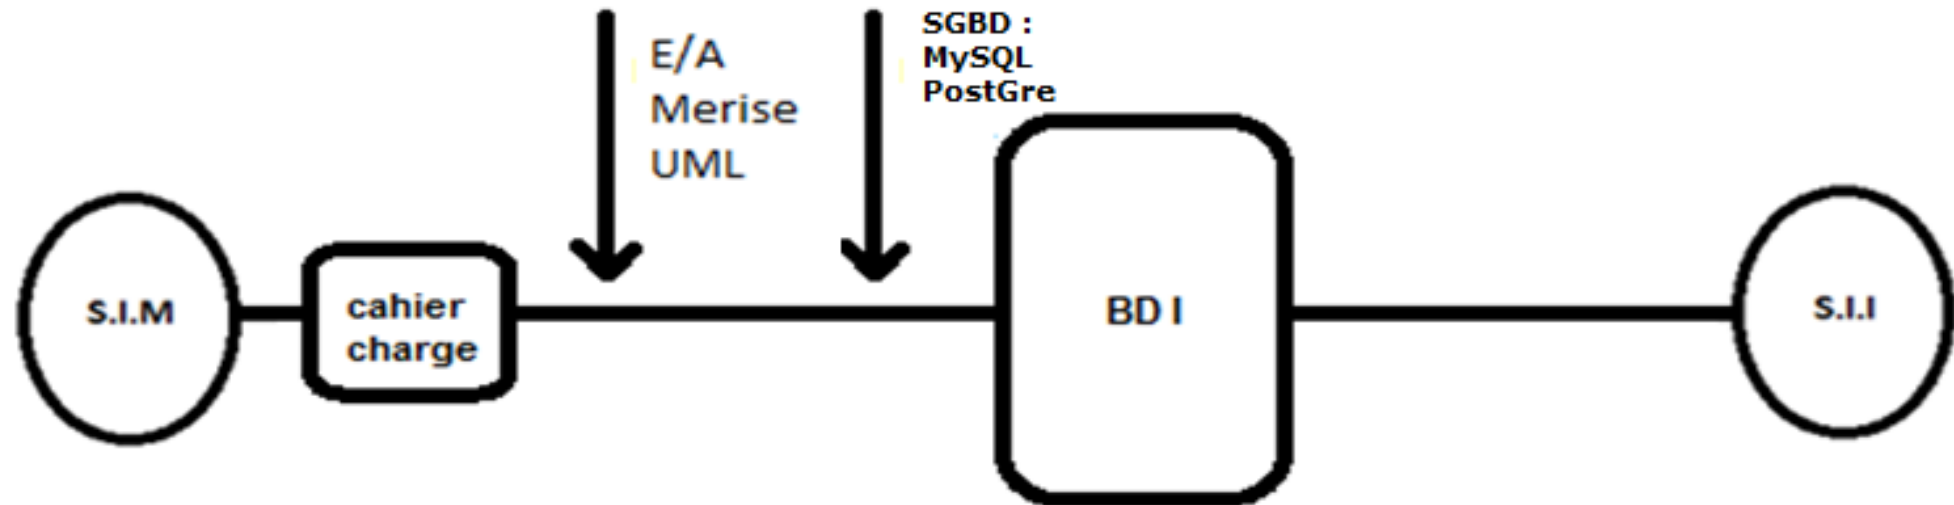 S.I.M
cahier
charge
E/A
Merise
UML
SGBD :
MySQL
PostGre
BD I
S.I.I